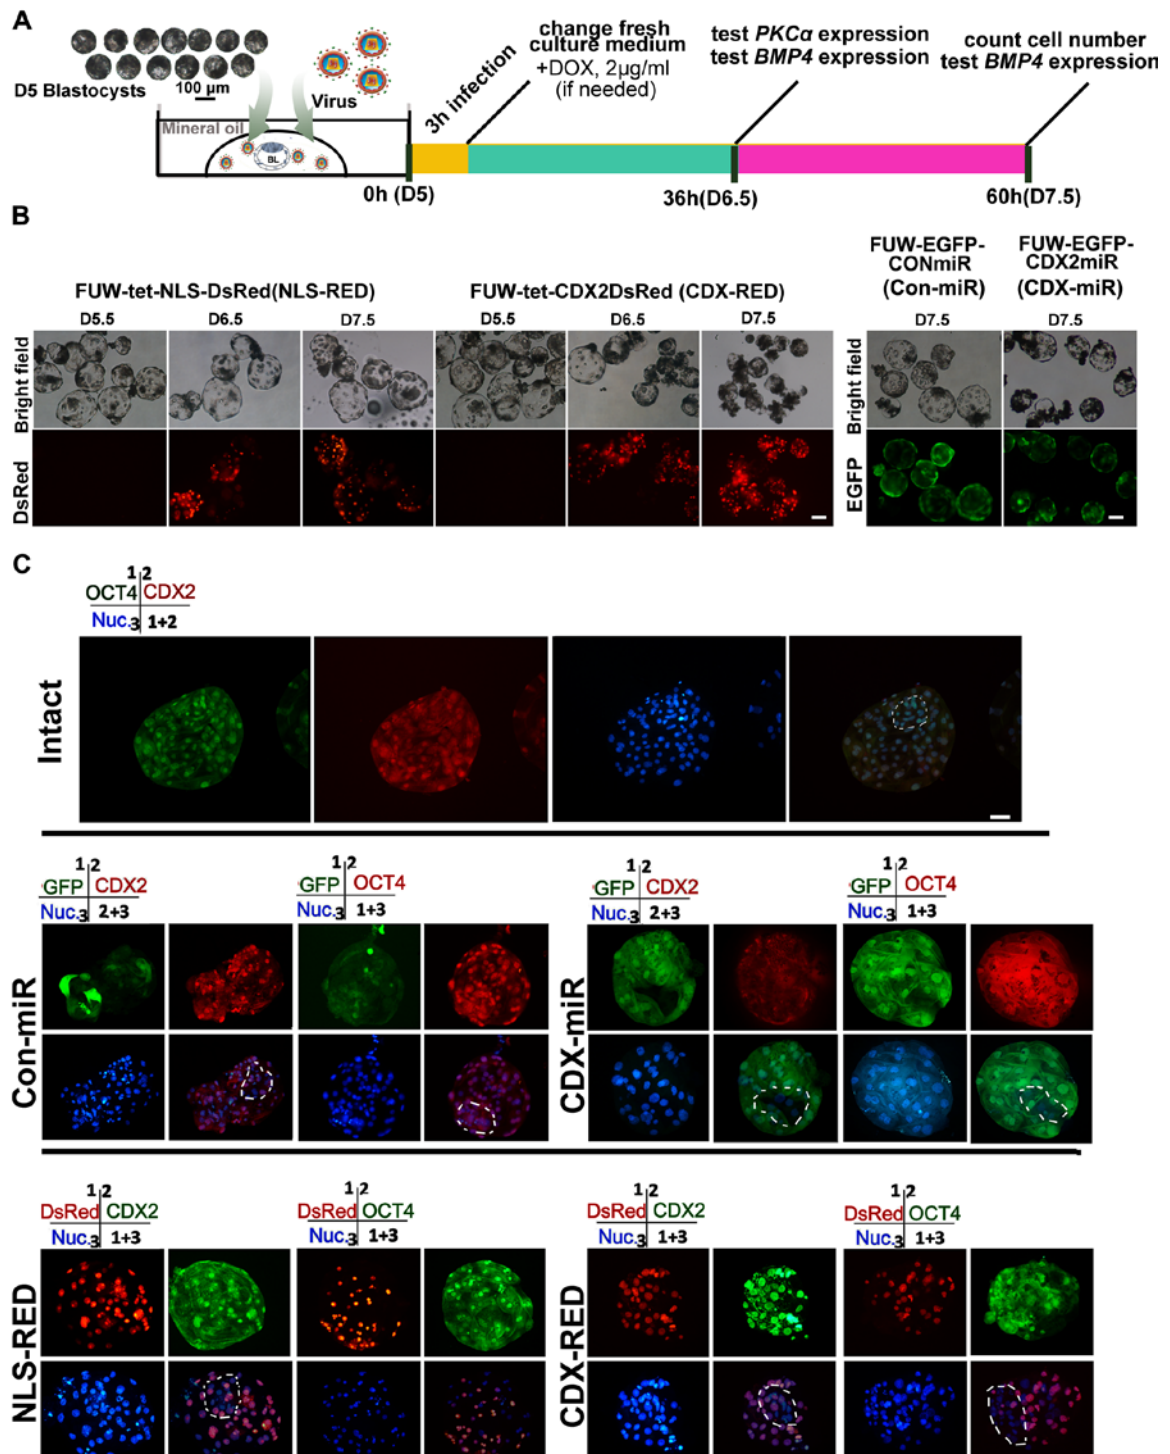 A
D5 Blastocysts
100 µm
Virus
Mineral oil
BL
3h infection
change fresh
culture medium
+DOX, 2µg/ml
(if needed)
test PKCα expression
test BMP4 expression
count cell number
test BMP4 expression
0h (D5)
36h(D6.5)
60h(D7.5)
B
FUW-tet-NLS-DsRed(NLS-RED)
FUW-tet-CDX2DsRed (CDX-RED)
FUW-EGFP-
CONmiR
(Con-miR)
FUW-EGFP-
CDX2miR
(CDX-miR)
D5.5
D6.5
D7.5
D5.5
D6.5
D7.5
D7.5
D7.5
Bright field
DsRed
Bright field
EGFP
C
1 2
OCT4 CDX2
Nuc. 3 1+2
Intact
1 2
GFP CDX2
Nuc. 3 2+3
1 2
GFP OCT4
Nuc. 3 1+3
Con-miR
1 2
GFP CDX2
Nuc. 3 2+3
1 2
GFP OCT4
Nuc. 3 1+3
CDX-miR
1 2
DsRed CDX2
Nuc. 3 1+3
1 2
DsRed OCT4
Nuc. 3 1+3
NLS-RED
1 2
DsRed CDX2
Nuc. 3 1+3
1 2
DsRed OCT4
Nuc. 3 1+3
CDX-RED